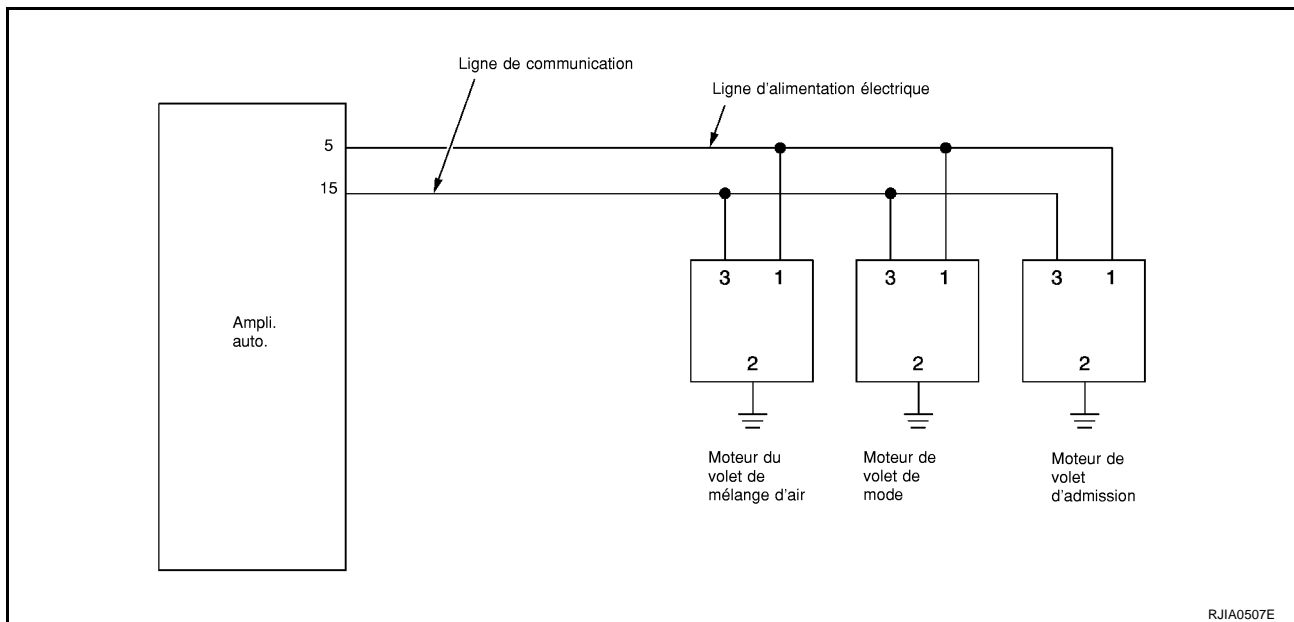 Ligne de communication
Ligne d'alimentation électrique
5
15
3 1
3 1
3 1
Ampli.
auto.
2
2
2
Moteur du
volet de
mélange d'air
Moteur de
volet de
mode
Moteur de
volet
d'admission
RJIA0507E